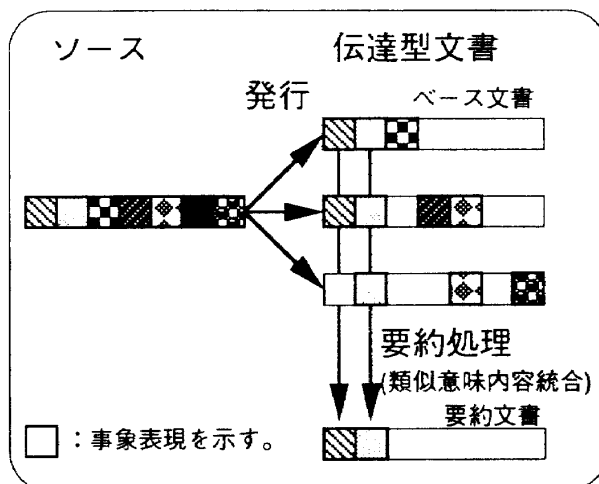 ソース
伝達型文書
発行
ベース文書
要約処理
(類似意味内容統合)
要約文書
：事象表現を示す。